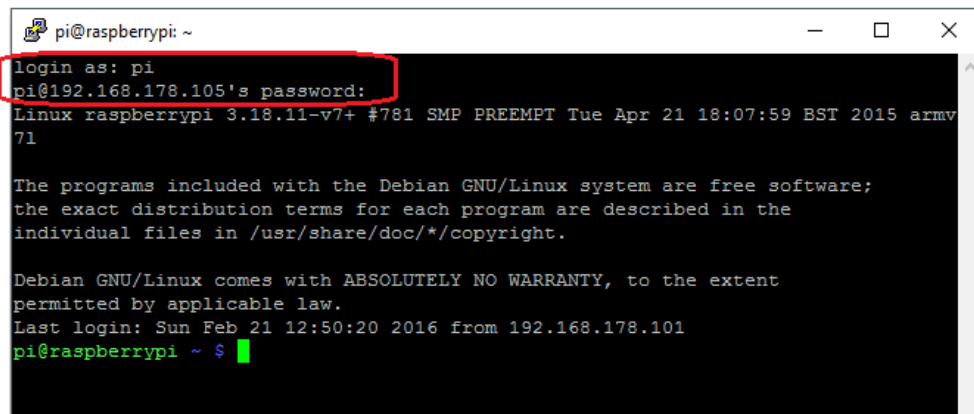 pi@raspberrypi: ~
login as: pi
pi@192.168.178.105's password:
Linux raspberrypi 3.18.11-v7+ #781 SMP PREEMPT Tue Apr 21 18:07:59 BST 2015 armv
7l
The programs included with the Debian GNU/Linux system are free software;
the exact distribution terms for each program are described in the
individual files in /usr/share/doc/*/copyright.
Debian GNU/Linux comes with ABSOLUTELY NO WARRANTY, to the extent
permitted by applicable law.
Last login: Sun Feb 21 12:50:20 2016 from 192.168.178.101
pi@raspberrypi ~ $